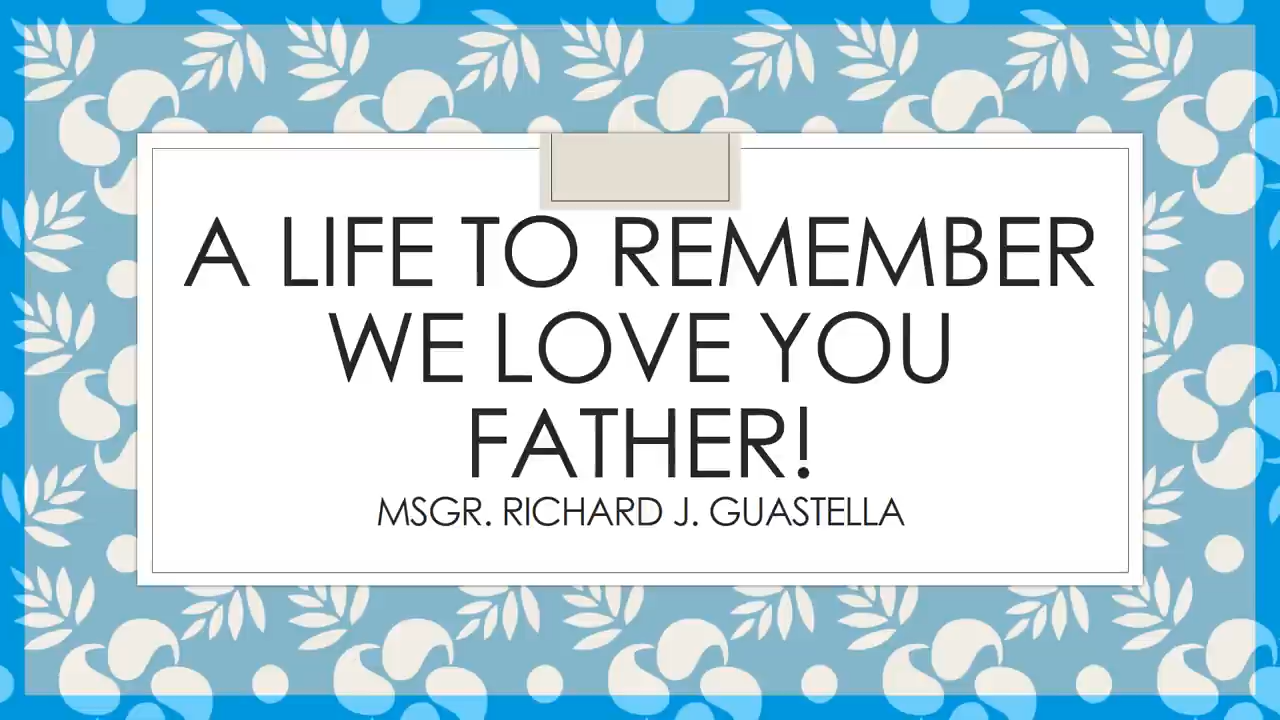 A LIFE TO REMEMBER
WE LOVE YOU
FATHER!
MSGR. RICHARD J. GUASTELLA